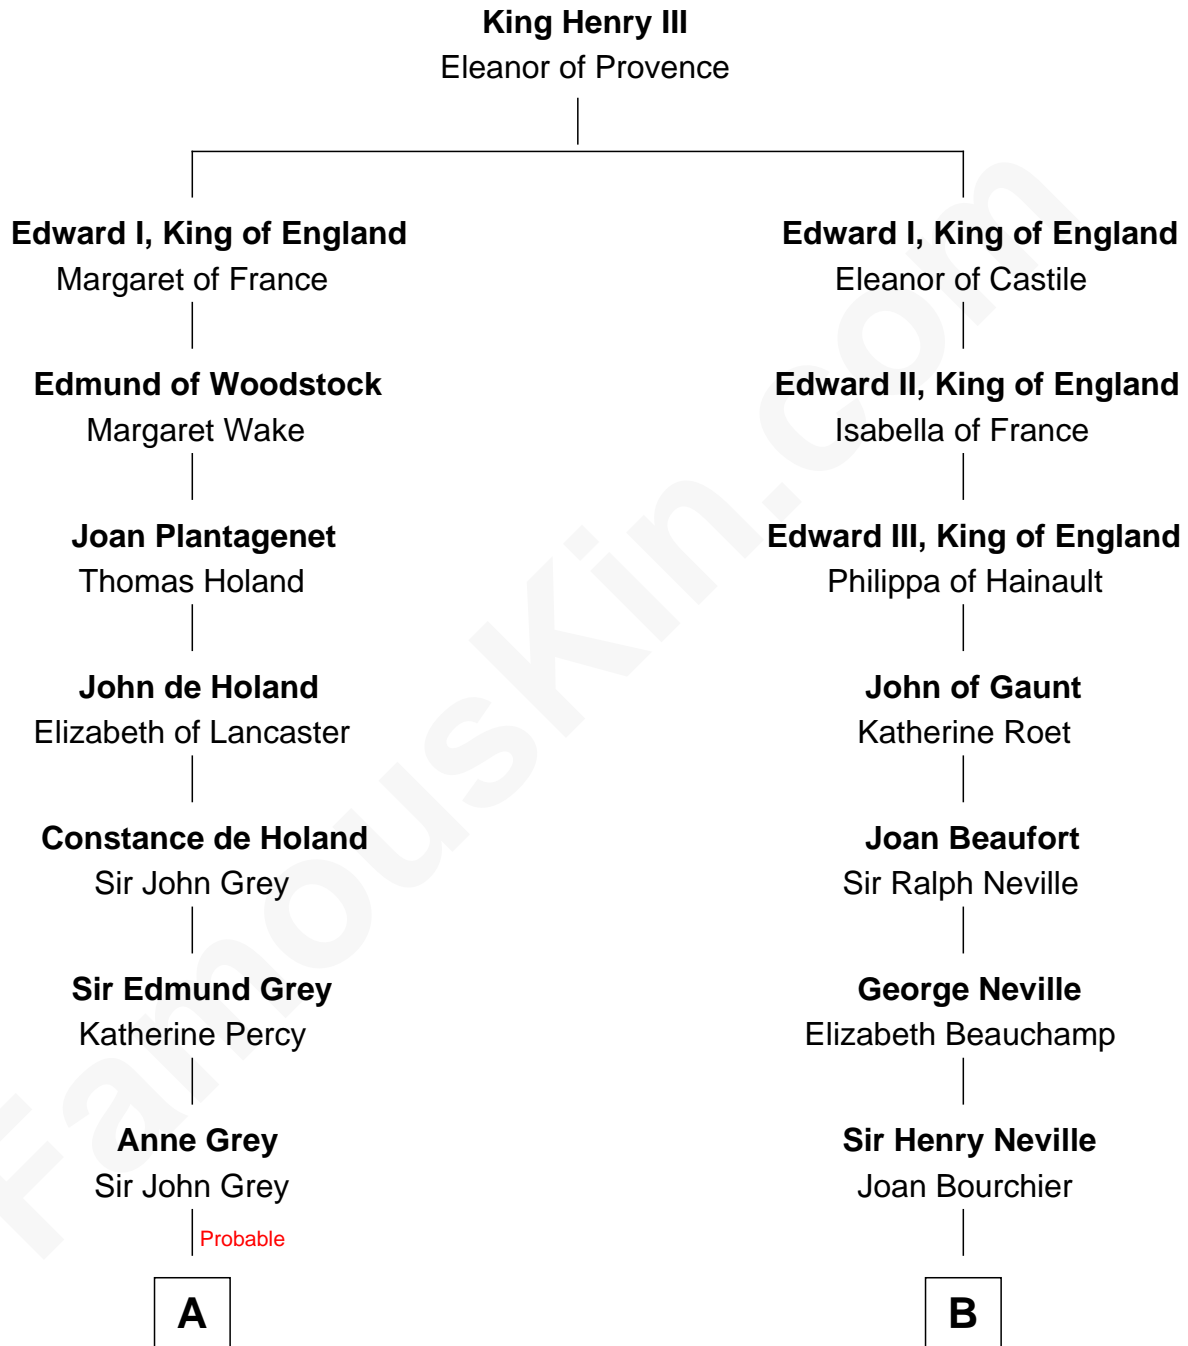 King Henry III
Eleanor of Provence
Edward I, King of England
Margaret of France
Edmund of Woodstock
Margaret Wake
Joan Plantagenet
Thomas Holand
John de Holand
Elizabeth of Lancaster
Constance de Holand
Sir John Grey
Sir Edmund Grey
Katherine Percy
Anne Grey
Sir John Grey
Probable
A
Edward I, King of England
Eleanor of Castile
Edward II, King of England
Isabella of France
Edward III, King of England
Philippa of Hainault
John of Gaunt
Katherine Roet
Joan Beaufort
Sir Ralph Neville
George Neville
Elizabeth Beauchamp
Sir Henry Neville
Joan Bourchier
B
FamousKin.com